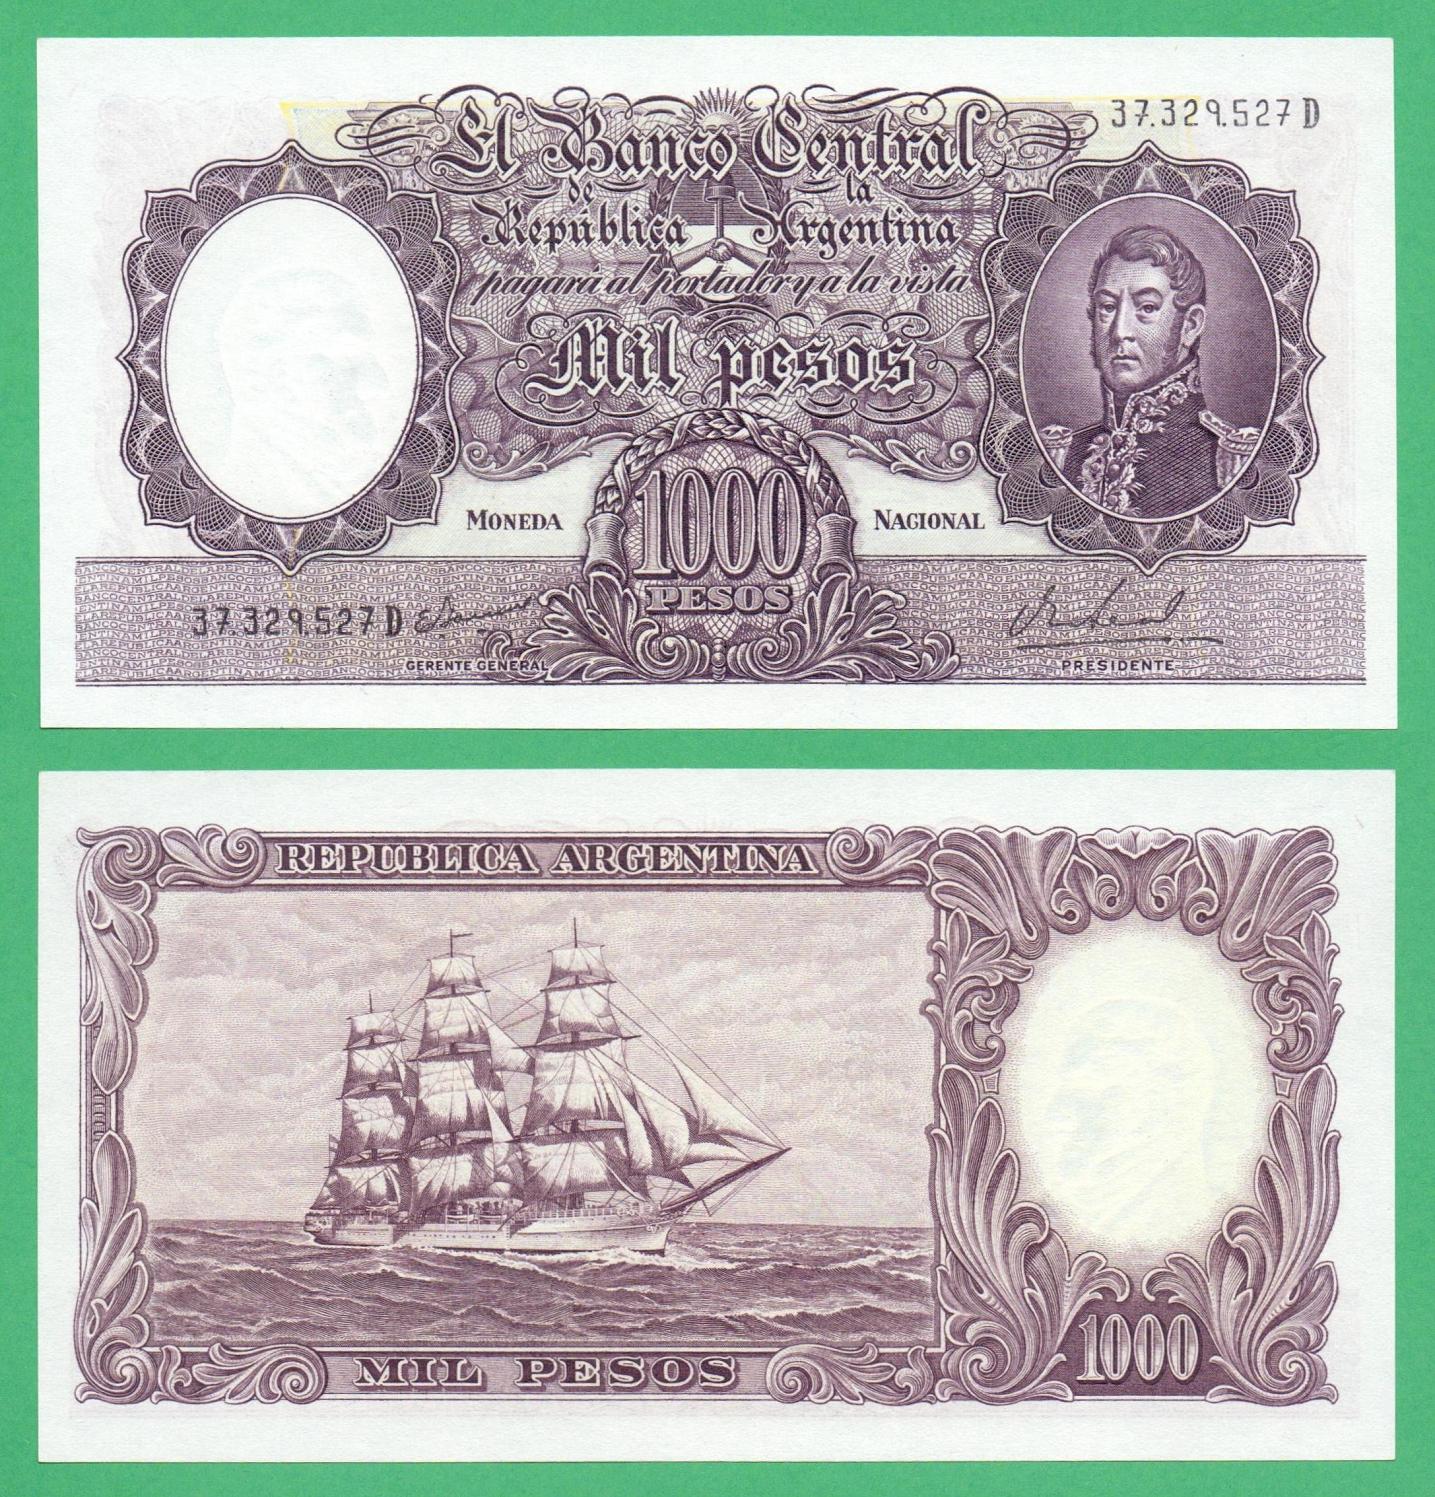 37.329.527 D
El Banco Central
de la
República Argentina
pagará al portador y a la vista
Mil pesos
MONEDA NACIONAL
1000
PESOS
37.329.527 D
GERENTE GENERAL
PRESIDENTE
REPUBLICA ARGENTINA
MIL PESOS
1000